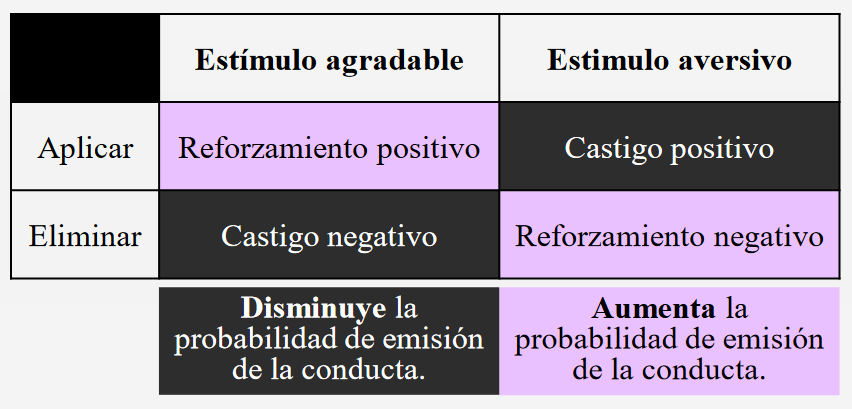 Estímulo agradable
Estimulo aversivo
Aplicar
Reforzamiento positivo
Castigo positivo
Eliminar
Castigo negativo
Reforzamiento negativo
Disminuye la
probabilidad de emisión
de la conducta.
Aumenta la
probabilidad de emisión
de la conducta.